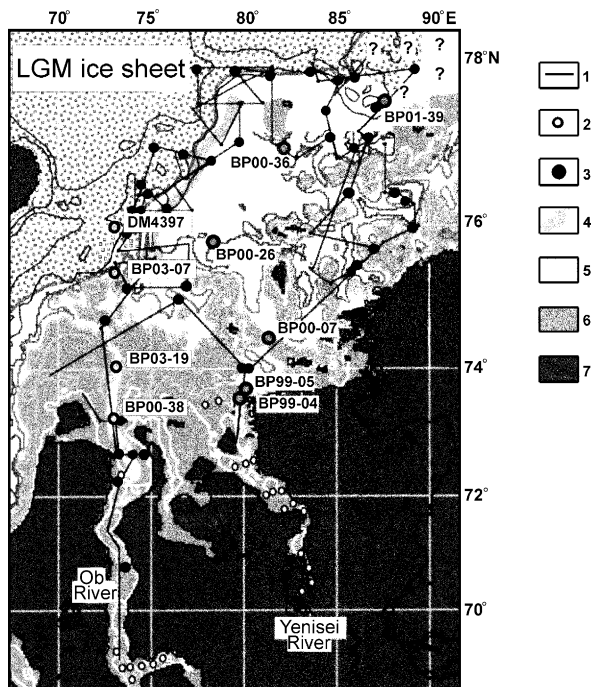 70° 75° 80° 85° 90°E
LGM ice sheet
? ? ?
?
?
78°N
BP01-39
BP00-36
DM4397
76°
BP00-26
BP03-07
BP00-07
74°
BP03-19
BP99-05
BP99-04
BP00-38
72°
Ob
River
70°
Yenisei
River
1
2
3
4
5
6
7